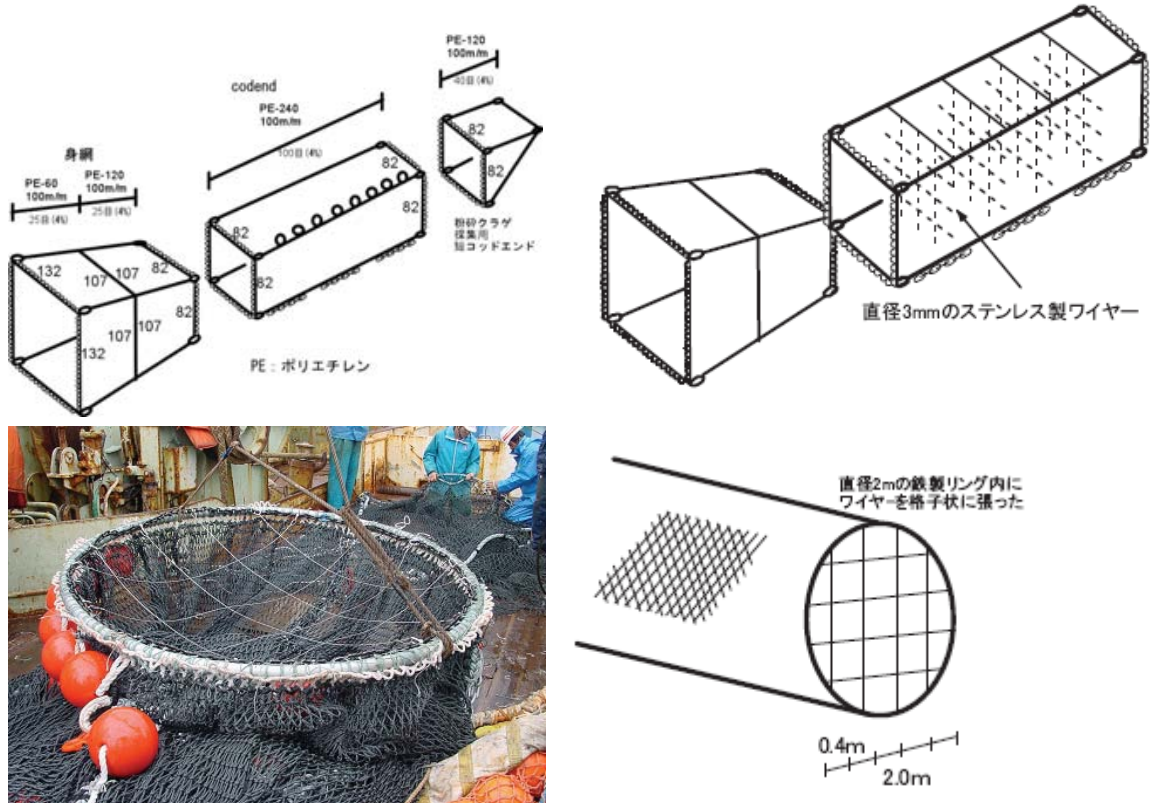 PE-120
100m/m
40目(4%)
82
82
粉砕クラゲ
採集用
短コッドエンド
codend
PE-240
100m/m
100目(4%)
82
82
82
82
身網
PE-60
100m/m
25目(4%)
PE-120
100m/m
25目(4%)
132
107
107
82
132
107
107
82
PE:ポリエチレン
直径3mmのステンレス製ワイヤー
直径2mの鉄製リング内に
ワイヤーを格子状に張った
0.4m
2.0m